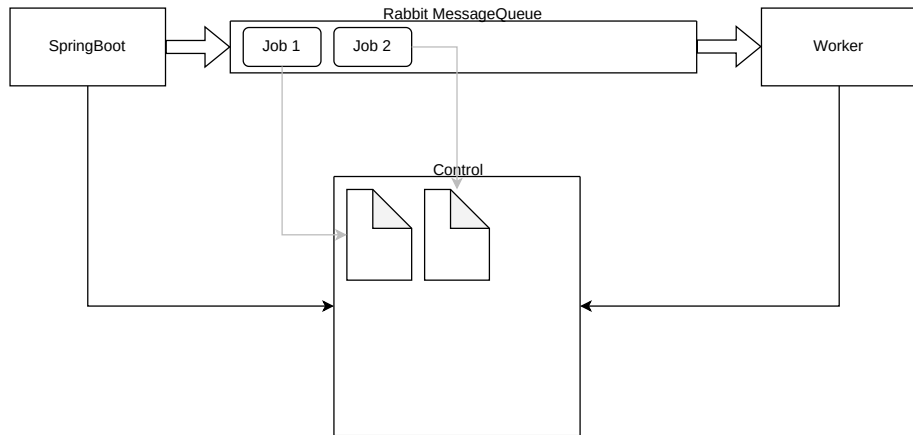 Rabbit MessageQueue
SpringBoot
Job 1
Job 2
Worker
Control